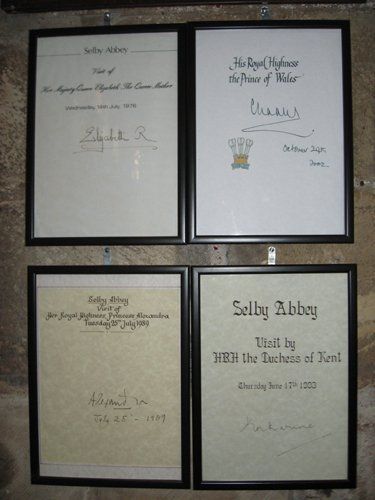 Selby Abbey
Visit of
Her Majesty Queen Elizabeth The Queen Mother
Wednesday 14th July, 1976
Elizabeth R
His Royal Highness
the Prince of Wales
Charles
October 24th
2002
Selby Abbey
Visit of
Her Royal Highness, Princess Alexandra
Tuesday 25th July 1989
Alexandra
July 25 - 1989
Selby Abbey
Visit by
HRH the Duchess of Kent
Thursday June 17th 1993
Katharine